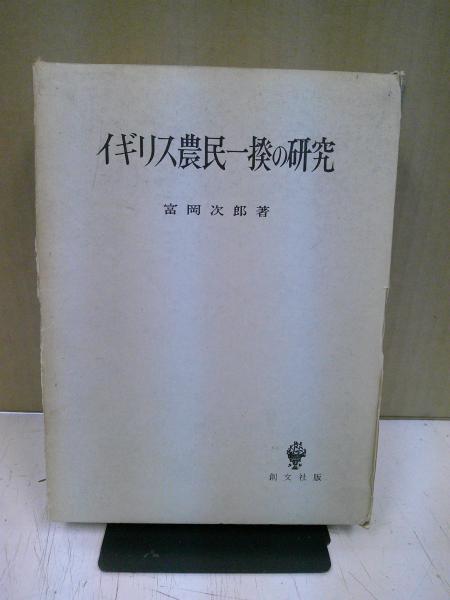 イギリス農民一揆の研究
富岡次郎著
創文社版